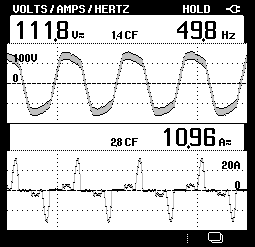 VOLTS/AMPS/HERTZ HOLD
111.8 V≂ 1.4 CF 49.8 Hz
100V
0
2.8 CF 10.96 A≂
20A
0